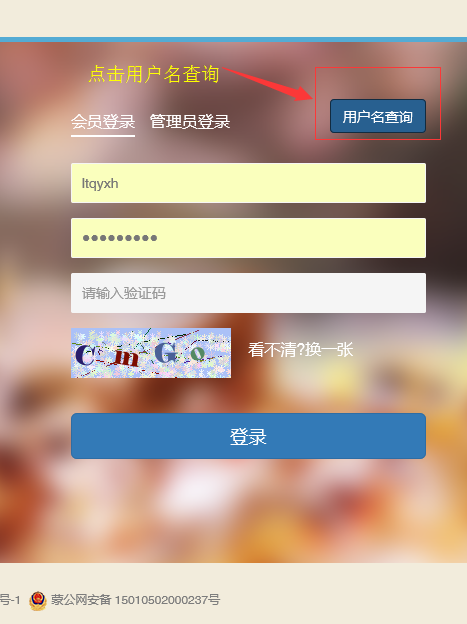 点击用户名查询
用户名查询
会员登录 管理员登录
ltqyxh
●●●●●●●●●
请输入验证码
CmGo 看不清?换一张
登录
号-1 蒙公网安备 15010502000237号